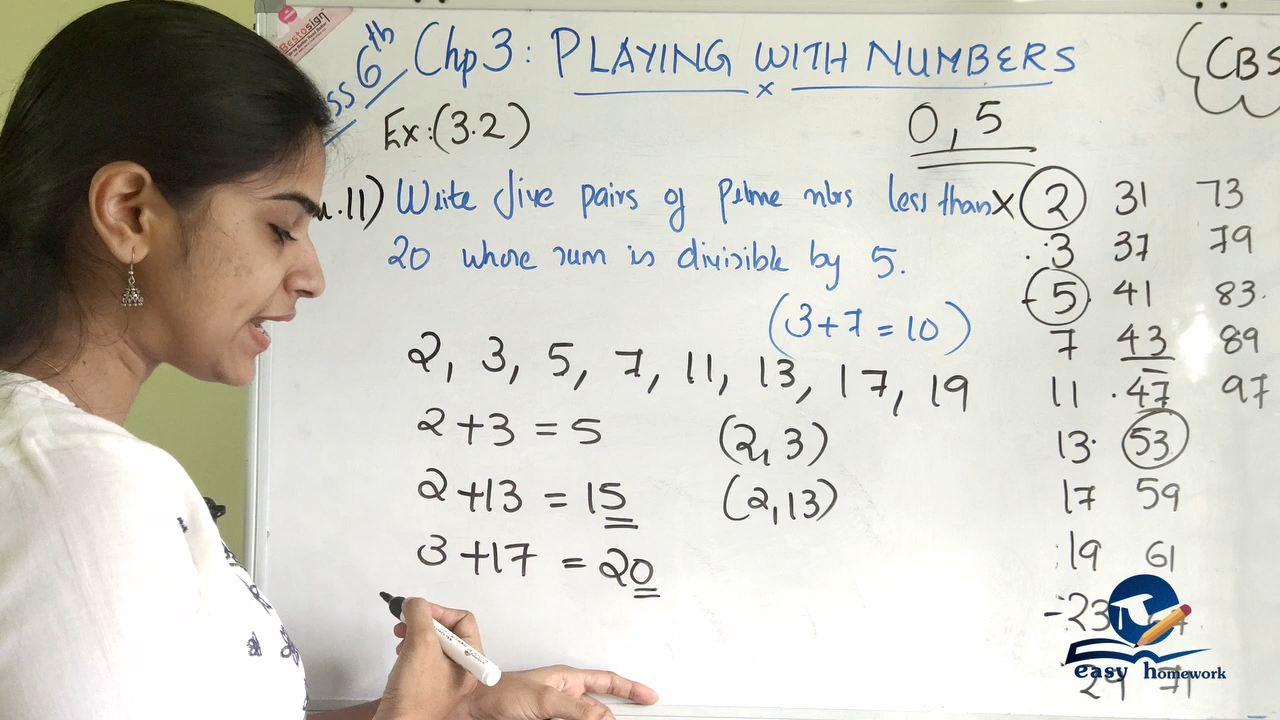 Bestosign
ss 6th Chp 3: PLAYING WITH NUMBERS
CBS
Ex:(3.2)
0, 5
11) Write five pairs of prime nbrs less than
20 whose sum is divisible by 5.
(3+7=10)
2, 3, 5, 7, 11, 13, 17, 19
2+3=5 (2,3)
2+13=15 (2,13)
3+17=20
x 2 31 73
3 37 79
5 41 83
7 43 89
11 47 97
13 53
17 59
19 61
23
29 71
easy homework